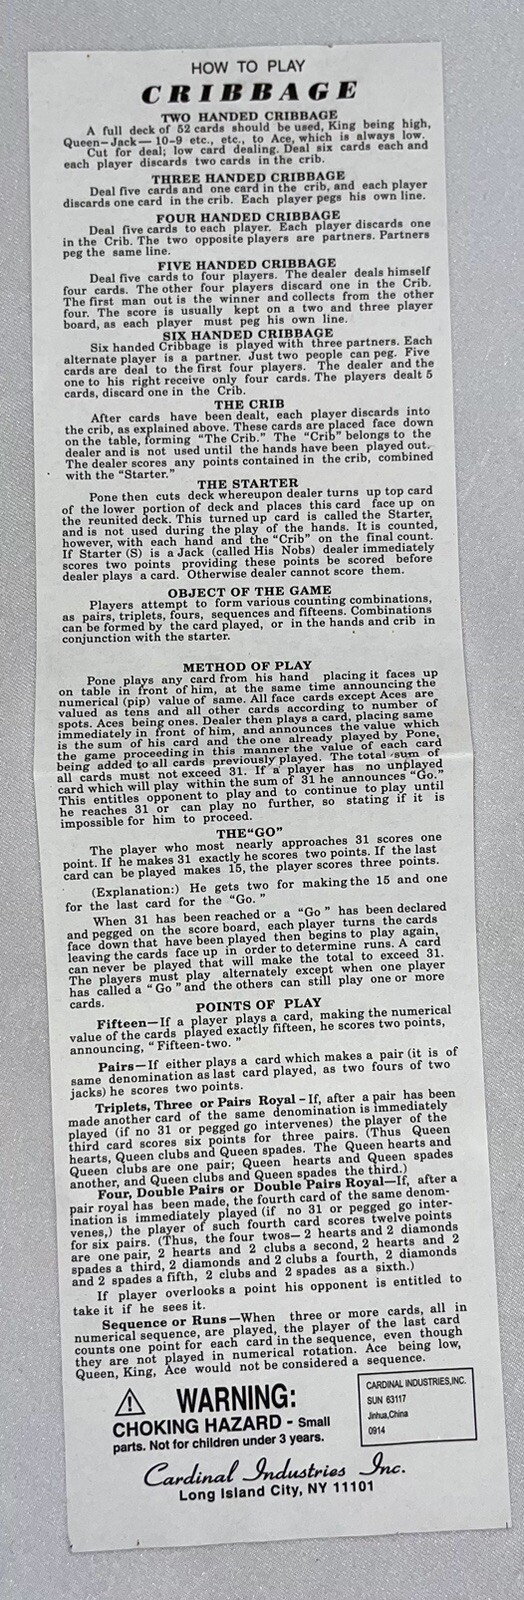 HOW TO PLAY
CRIBBAGE
TWO HANDED CRIBBAGE
A full deck of 52 cards should be used, King being high,
Queen—Jack— 10-9 etc., etc., to Ace, which is always low.
Cut for deal; low card dealing. Deal six cards each and
each player discards two cards in the crib.
THREE HANDED CRIBBAGE
Deal five cards and one card in the crib, and each player
discards one card in the crib. Each player pegs his own line.
FOUR HANDED CRIBBAGE
Deal five cards to each player. Each player discards one
in the Crib. The two opposite players are partners. Partners
peg the same line.
FIVE HANDED CRIBBAGE
Deal five cards to four players. The dealer deals himself
four cards. The other four players discard one in the Crib.
The first man out is the winner and collects from the other
four. The score is usually kept on a two and three player
board, as each player must peg his own line.
SIX HANDED CRIBBAGE
Six handed Cribbage is played with three partners. Each
alternate player is a partner. Just two people can peg. Five
cards are deal to the first four players. The dealer and the
one to his right receive only four cards. The players dealt 5
cards, discard one in the Crib.
THE CRIB
After cards have been dealt, each player discards into
the crib, as explained above. These cards are placed face down
on the table, forming "The Crib." The "Crib" belongs to the
dealer and is not used until the hands have been played out.
The dealer scores any points contained in the crib, combined
with the "Starter."
THE STARTER
Pone then cuts deck whereupon dealer turns up top card
of the lower portion of deck and places this card face up on
the reunited deck. This turned up card is called the Starter,
and is not used during the play of the hands. It is counted,
however, with each hand and the "Crib" on the final count.
If Starter (S) is a Jack (called His Nobs) dealer immediately
scores two points providing these points be scored before
dealer plays a card. Otherwise dealer cannot score them.
OBJECT OF THE GAME
Players attempt to form various counting combinations,
as pairs, triplets, fours, sequences and fifteens. Combinations
can be formed by the card played, or in the hands and crib in
conjunction with the starter.
METHOD OF PLAY
Pone plays any card from his hand placing it faces up
on table in front of him, at the same time announcing the
numerical (pip) value of same. All face cards except Aces are
valued as tens and all other cards according to number of
spots. Aces being ones. Dealer then plays a card, placing same
immediately in front of him, and announces the value which
is the sum of his card and the one already played by Pone,
the game proceeding in this manner the value of each card
being added to all cards previously played. The total sum of
all cards must not exceed 31. If a player has no unplayed
card which will play within the sum of 31 he announces "Go."
This entitles opponent to play and to continue to play until
he reaches 31 or can play no further, so stating if it is
impossible for him to proceed.
THE"GO"
The player who most nearly approaches 31 scores one
point. If he makes 31 exactly he scores two points. If the last
card can be played makes 15, the player scores three points.
(Explanation:) He gets two for making the 15 and one
for the last card for the "Go. "
When 31 has been reached or a "Go " has been declared
and pegged on the score board, each player turns the cards
face down that have been played then begins to play again,
leaving the cards face up in order to determine runs. A card
can never be played that will make the total to exceed 31.
The players must play alternately except when one player
has called a "Go" and the others can still play one or more
cards.
POINTS OF PLAY
Fifteen—If a player plays a card, making the numerical
value of the cards played exactly fifteen, he scores two points,
announcing, "Fifteen-two. "
Pairs—If either plays a card which makes a pair (it is of
same denomination as last card played, as two fours of two
jacks) he scores two points.
Triplets, Three or Pairs Royal - If, after a pair has been
made another card of the same denomination is immediately
played (if no 31 or pegged go intervenes) the player of the
third card scores six points for three pairs. (Thus Queen
hearts, Queen clubs and Queen spades. The Queen hearts and
Queen clubs are one pair; Queen hearts and Queen spades
another, and Queen clubs and Queen spades the third.)
Four, Double Pairs or Double Pairs Royal—If, after a
pair royal has been made, the fourth card of the same denom-
ination is immediately played (if no 31 or pegged go inter-
venes,) the player of such fourth card scores twelve points
for six pairs. (Thus, the four twos— 2 hearts and 2 diamonds
are one pair, 2 hearts and 2 clubs a second, 2 hearts and 2
spades a third, 2 diamonds and 2 clubs a fourth, 2 diamonds
and 2 spades a fifth, 2 clubs and 2 spades as a sixth.)
If player overlooks a point his opponent is entitled to
take it if he sees it.
Sequence or Runs—When three or more cards, all in
numerical sequence, are played, the player of the last card
counts one point for each card in the sequence, even though
they are not played in numerical rotation. Ace being low,
Queen, King, Ace would not be considered a sequence.
WARNING:
CHOKING HAZARD - Small
parts. Not for children under 3 years.
CARDINAL INDUSTRIES,INC.
SUN 63117
Jinhua,China
0914
Cardinal Industries Inc.
Long Island City, NY 11101